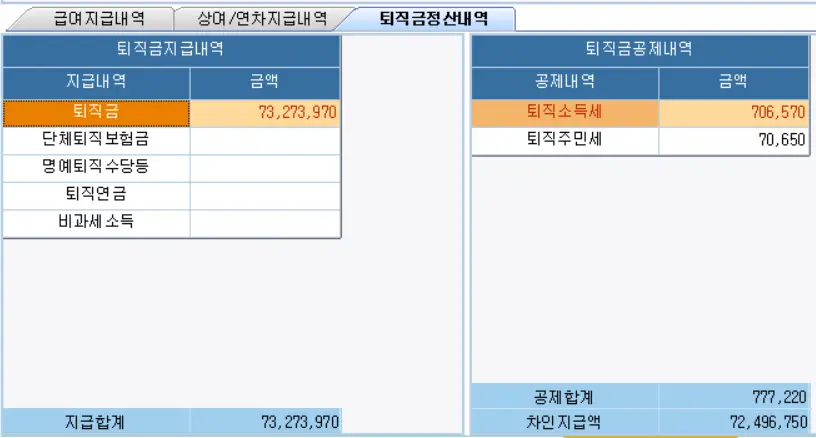 급여지급내역 상여/연차지급내역 퇴직금정산내역
퇴직금지급내역
지급내역 금액
퇴직금 73,273,970
단체퇴직보험금
명예퇴직수당등
퇴직연금
비과세소득
지급합계 73,273,970
퇴직금공제내역
공제내역 금액
퇴직소득세 706,570
퇴직주민세 70,650
공제합계 777,220
차인지급액 72,496,750